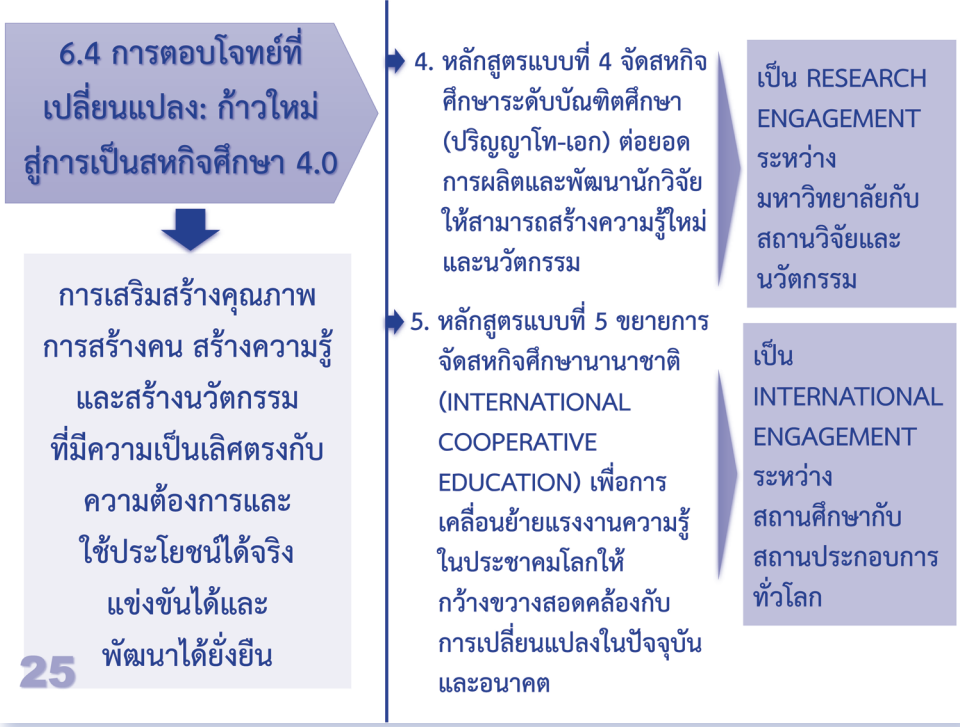 6.4 การตอบโจทย์ที่
เปลี่ยนแปลง: ก้าวใหม่
สู่การเป็นสหกิจศึกษา 4.0
การเสริมสร้างคุณภาพ
การสร้างคน สร้างความรู้
และสร้างนวัตกรรม
ที่มีความเป็นเลิศตรงกับ
ความต้องการและ
ใช้ประโยชน์ได้จริง
แข่งขันได้และ
พัฒนาได้ยั่งยืน
4. หลักสูตรแบบที่ 4 จัดสหกิจ
ศึกษาระดับบัณฑิตศึกษา
(ปริญญาโท-เอก) ต่อยอด
การผลิตและพัฒนานักวิจัย
ให้สามารถสร้างความรู้ใหม่
และนวัตกรรม
เป็น RESEARCH
ENGAGEMENT
ระหว่าง
มหาวิทยาลัยกับ
สถานวิจัยและ
นวัตกรรม
5. หลักสูตรแบบที่ 5 ขยายการ
จัดสหกิจศึกษานานาชาติ
(INTERNATIONAL
COOPERATIVE
EDUCATION) เพื่อการ
เคลื่อนย้ายแรงงานความรู้
ในประชาคมโลกให้
กว้างขวางสอดคล้องกับ
การเปลี่ยนแปลงในปัจจุบัน
และอนาคต
เป็น
INTERNATIONAL
ENGAGEMENT
ระหว่าง
สถานศึกษากับ
สถานประกอบการ
ทั่วโลก
25